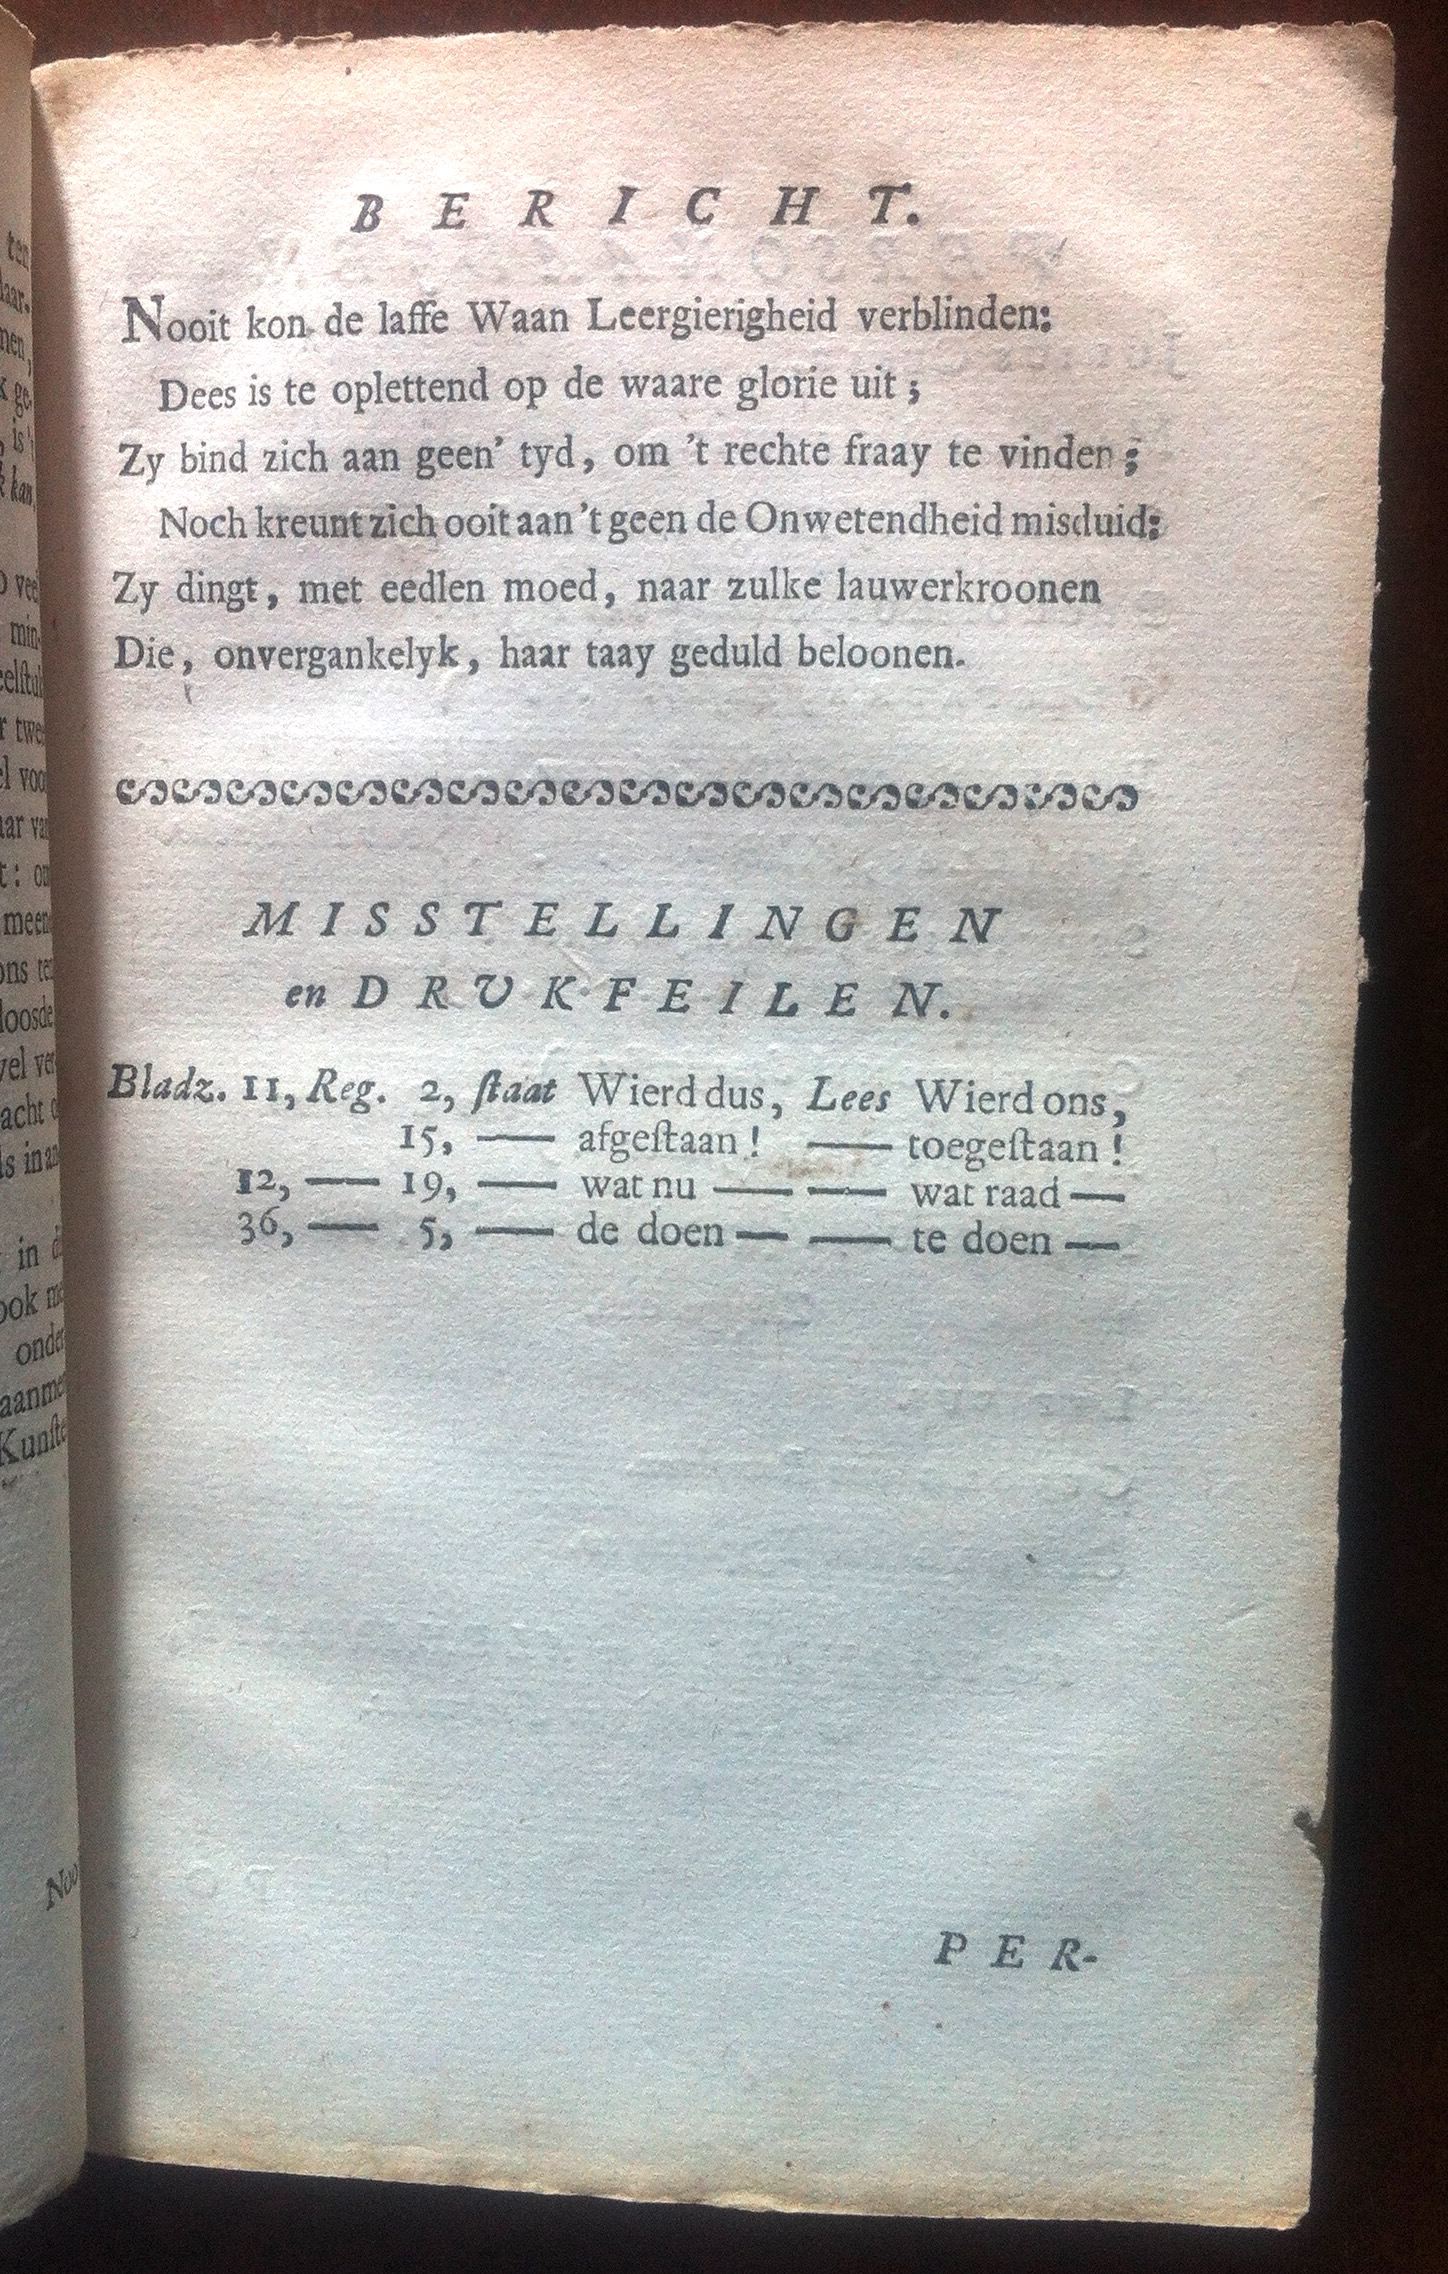 BERICHT.
Nooit kon de laffe Waan Leergierigheid verblinden:
Dees is te oplettend op de waare glorie uit;
Zy bind zich aan geen' tyd, om 't rechte fraay te vinden;
Noch kreunt zich ooit aan 't geen de Onwetendheid misduid:
Zy dingt, met eedlen moed, naar zulke lauwerkroonen
Die, onvergankelyk, haar taay geduld beloonen.
MISSTELLINGEN
en DRUKFEILEN.
Bladz. 11, Reg. 2, ſtaat Wierd dus, Lees Wierd ons,
15, — afgeſtaan! — toegeſtaan!
12, — 19, — wat nu — — wat raad —
36, — 5, — de doen — — te doen —
PER-